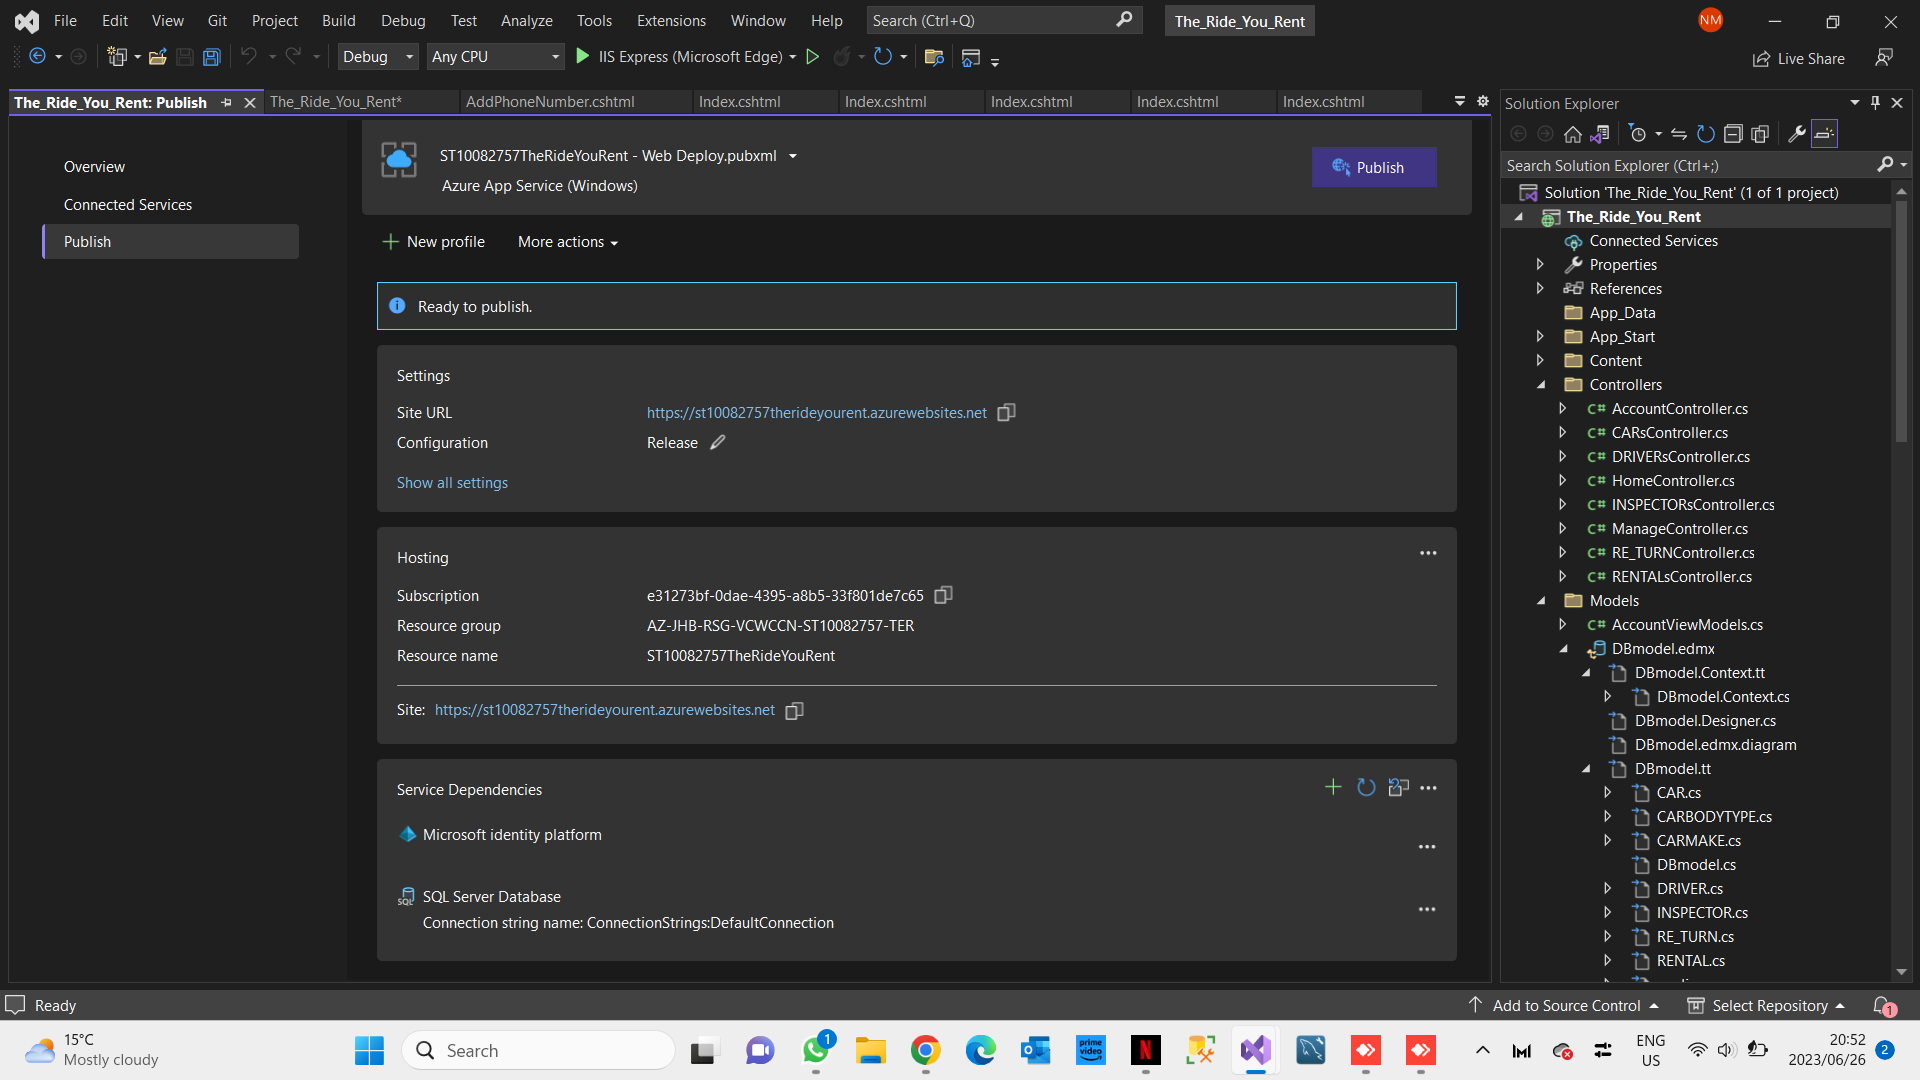 File Edit View Git Project Build Debug Test Analyze Tools Extensions Window Help Search (Ctrl+Q) The_Ride_You_Rent NM
Debug Any CPU IIS Express (Microsoft Edge) Live Share
The_Ride_You_Rent: Publish The_Ride_You_Rent* AddPhoneNumber.cshtml Index.cshtml Index.cshtml Index.cshtml Index.cshtml Index.cshtml
Overview
Connected Services
Publish
ST10082757TheRideYouRent - Web Deploy.pubxml
Azure App Service (Windows)
Publish
New profile More actions
Ready to publish.
Settings
Site URL https://st10082757therideyourent.azurewebsites.net
Configuration Release
Show all settings
Hosting
Subscription e31273bf-0dae-4395-a8b5-33f801de7c65
Resource group AZ-JHB-RSG-VCWCCN-ST10082757-TER
Resource name ST10082757TheRideYouRent
Site: https://st10082757therideyourent.azurewebsites.net
Service Dependencies
Microsoft identity platform
SQL SQL Server Database
Connection string name: ConnectionStrings:DefaultConnection
Solution Explorer
Search Solution Explorer (Ctrl+;)
Solution 'The_Ride_You_Rent' (1 of 1 project)
The_Ride_You_Rent
Connected Services
Properties
References
App_Data
App_Start
Content
Controllers
C# AccountController.cs
C# CARsController.cs
C# DRIVERsController.cs
C# HomeController.cs
C# INSPECTORsController.cs
C# ManageController.cs
C# RE_TURNController.cs
C# RENTALsController.cs
Models
C# AccountViewModels.cs
DBmodel.edmx
DBmodel.Context.tt
DBmodel.Context.cs
DBmodel.Designer.cs
DBmodel.edmx.diagram
DBmodel.tt
CAR.cs
CARBODYTYPE.cs
CARMAKE.cs
DBmodel.cs
DRIVER.cs
INSPECTOR.cs
RE_TURN.cs
RENTAL.cs
Ready Add to Source Control Select Repository 1
15°C
Mostly cloudy
Search
1
prime video
N
ENG
US
20:52
2023/06/26
2